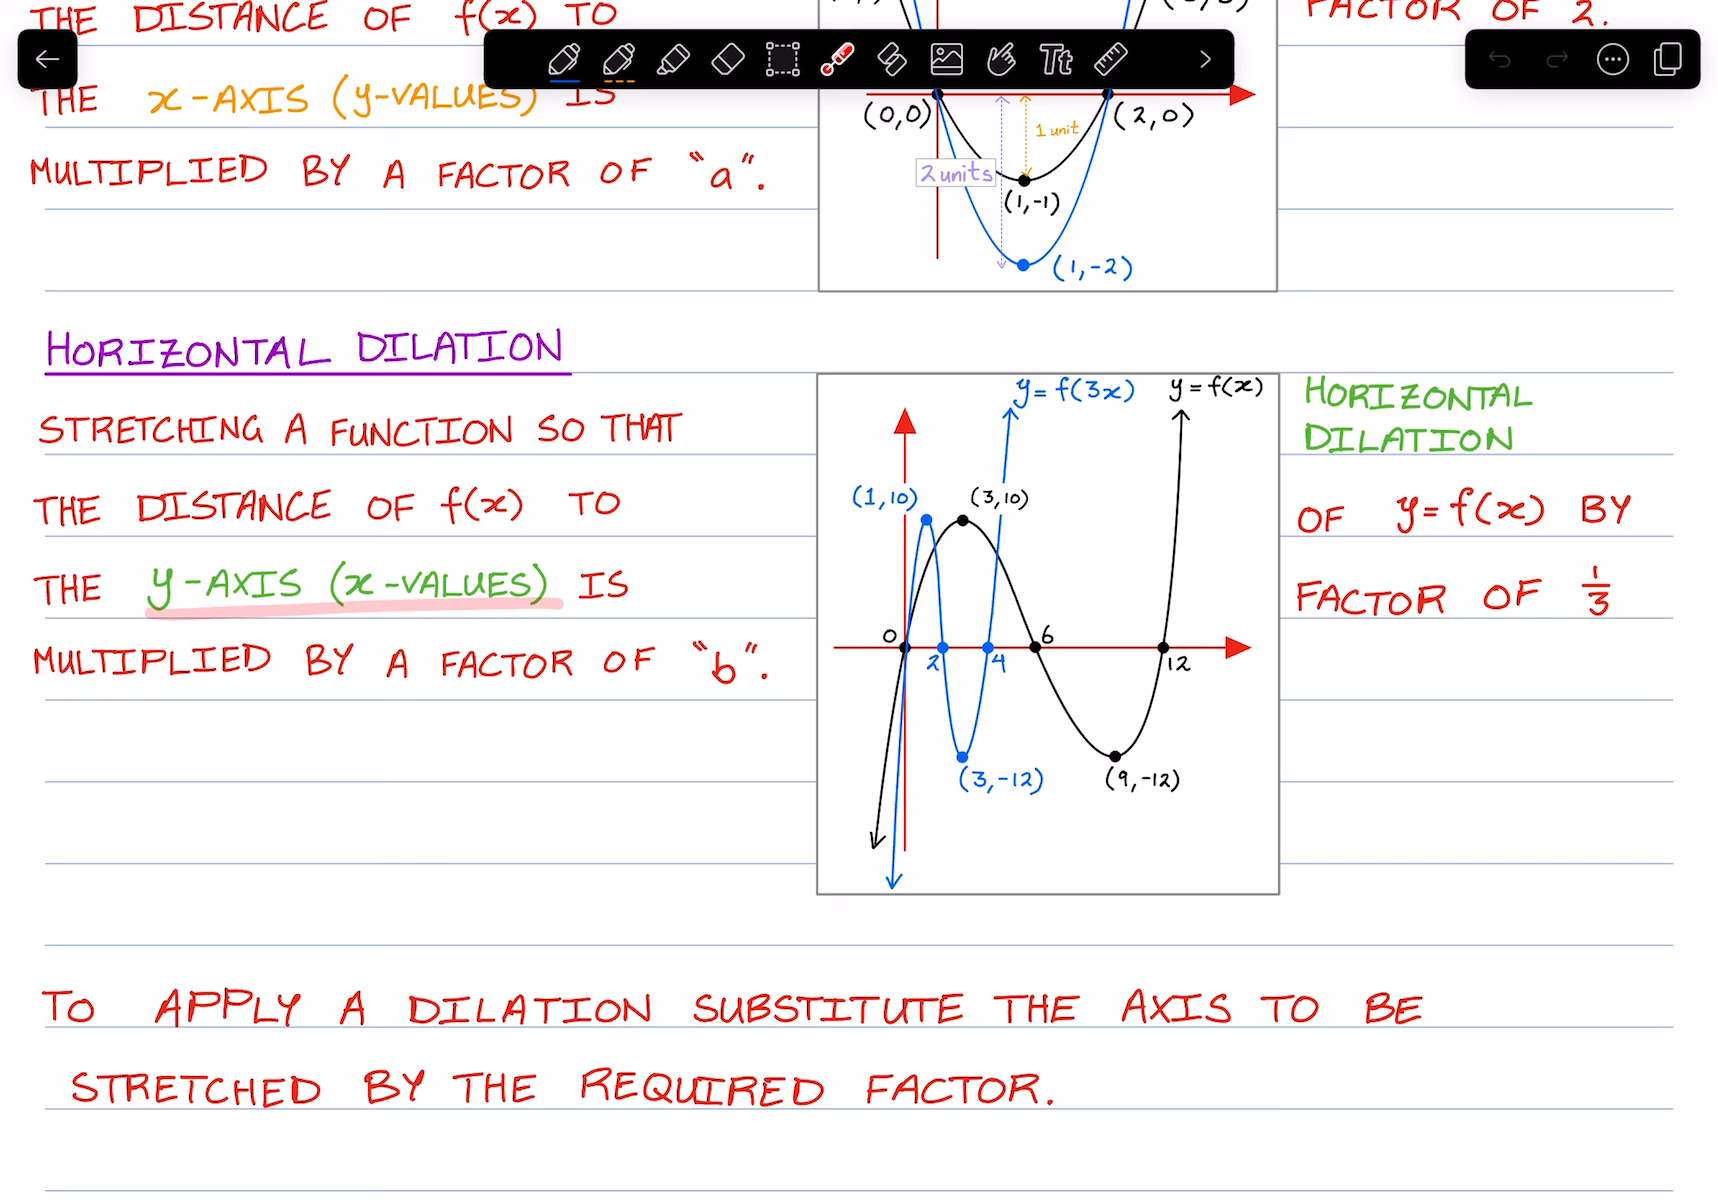 THE DISTANCE OF f(x) TO
THE x-AXIS (y-VALUES) IS
MULTIPLIED BY A FACTOR OF "a".
FACTOR OF 2.
Tt
(0,0)
(2,0)
1 unit
2 units
(1,-1)
(1,-2)
HORIZONTAL DILATION
STRETCHING A FUNCTION SO THAT
THE DISTANCE OF f(x) TO
THE y-AXIS (x-VALUES) IS
MULTIPLIED BY A FACTOR OF "b".
y=f(3x) y=f(x)
(1,10) (3,10)
0 2 4 6 12
(3,-12) (9,-12)
HORIZONTAL
DILATION
OF y=f(x) BY
FACTOR OF 1/3
TO APPLY A DILATION SUBSTITUTE THE AXIS TO BE
STRETCHED BY THE REQUIRED FACTOR.